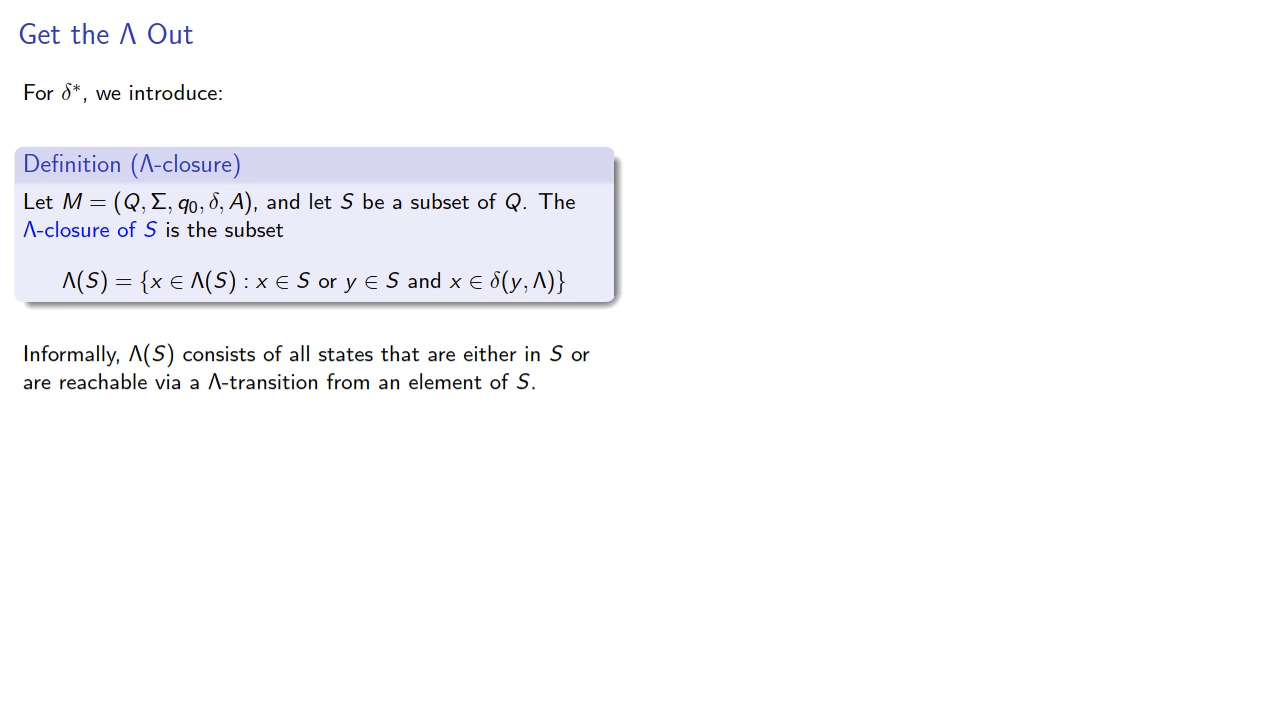 Get the Λ Out
For δ*, we introduce:
Definition (Λ-closure)
Let M = (Q, Σ, q₀, δ, A), and let S be a subset of Q. The
Λ-closure of S is the subset
Λ(S) = {x ∈ Λ(S) : x ∈ S or y ∈ S and x ∈ δ(y, Λ)}
Informally, Λ(S) consists of all states that are either in S or
are reachable via a Λ-transition from an element of S.